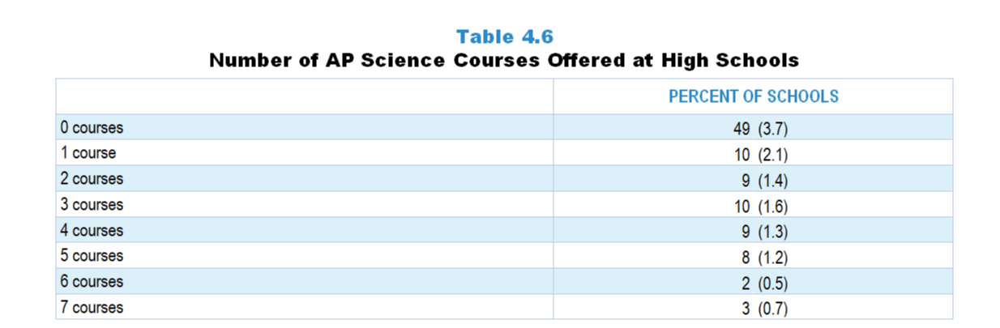 Table 4.6
Number of AP Science Courses Offered at High Schools
PERCENT OF SCHOOLS
0 courses 49 (3.7)
1 course 10 (2.1)
2 courses 9 (1.4)
3 courses 10 (1.6)
4 courses 9 (1.3)
5 courses 8 (1.2)
6 courses 2 (0.5)
7 courses 3 (0.7)